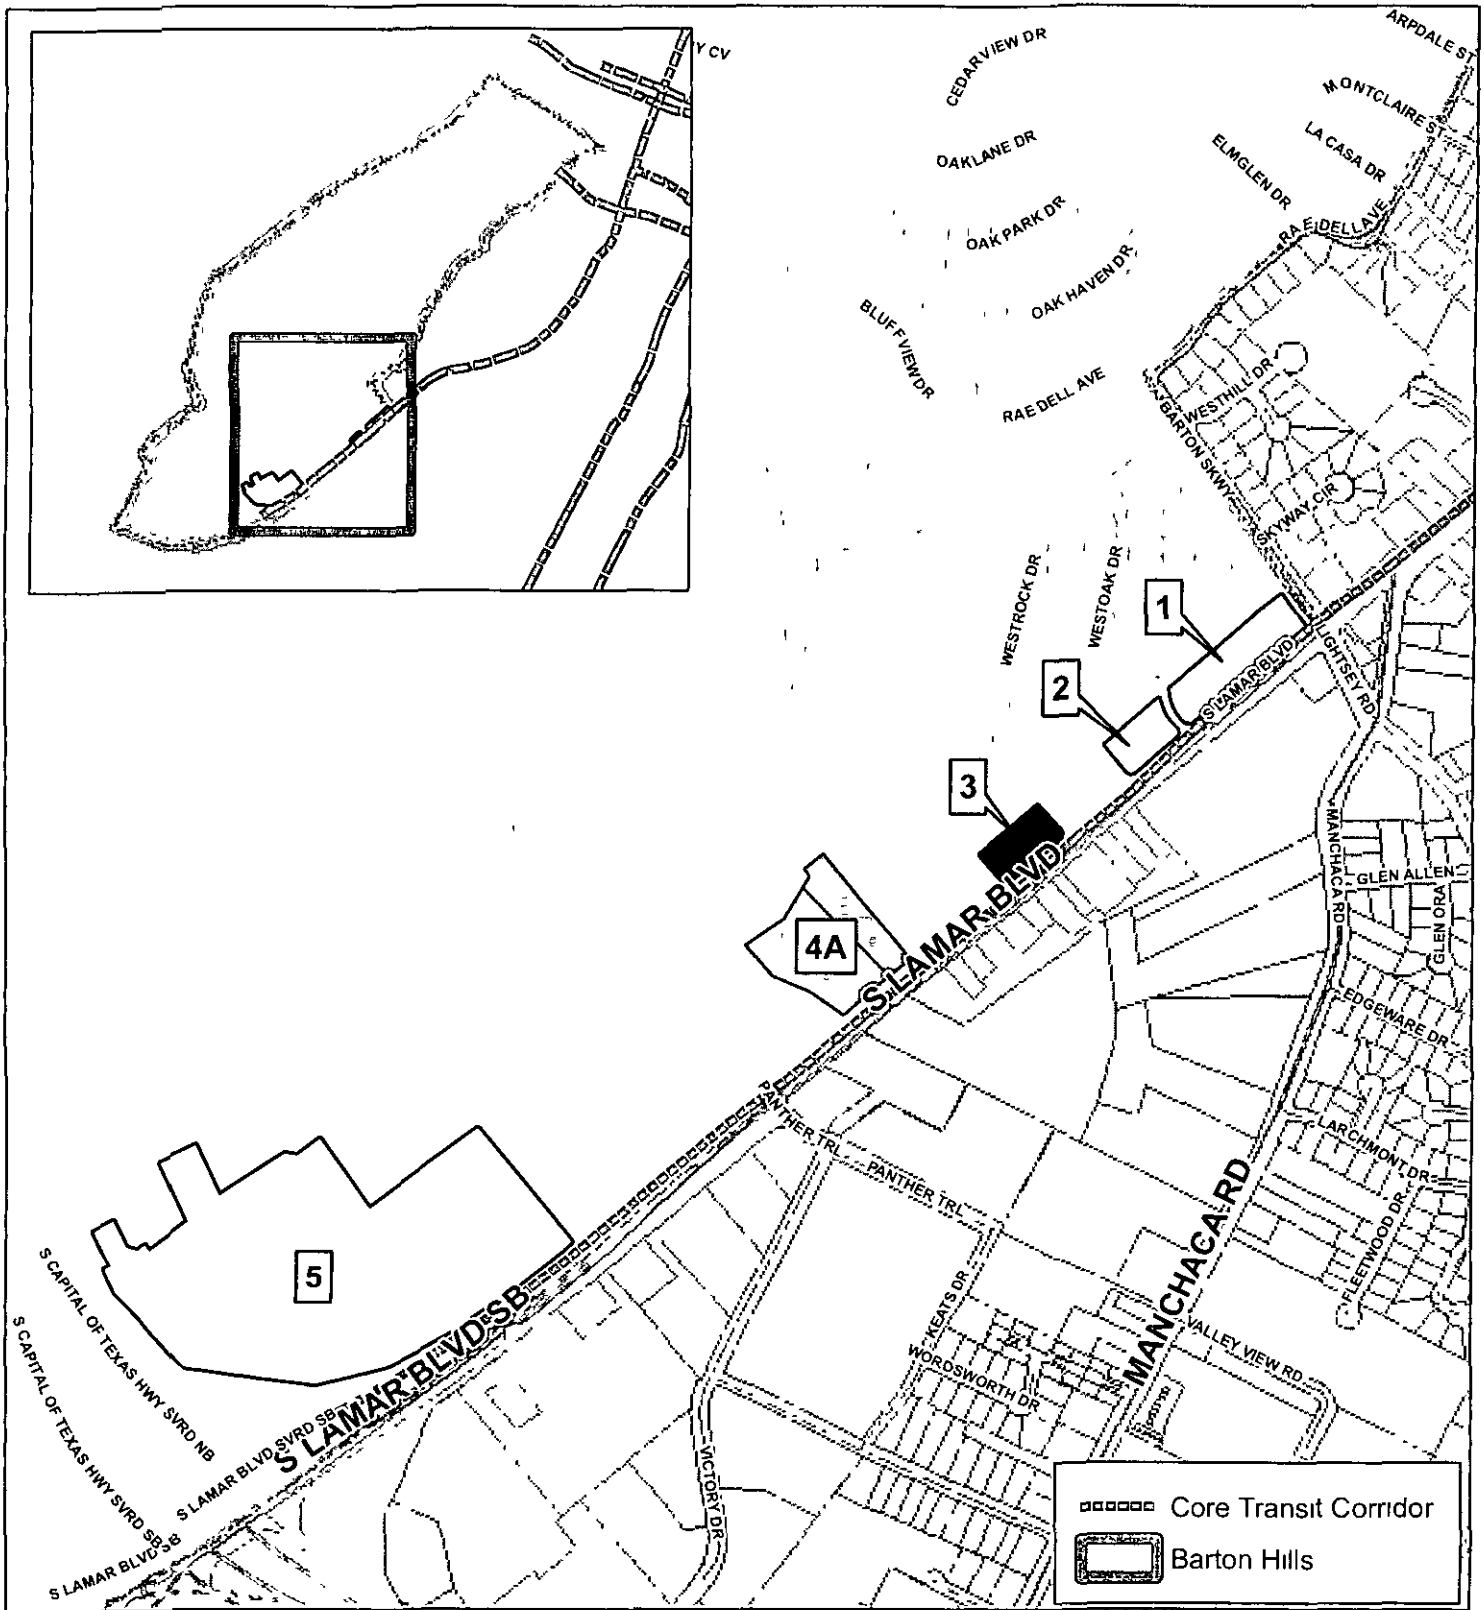 Y CV
CEDARVIEW DR
ARPDALE ST
MONTCLAIRE ST
LA CASA DR
ELMGLEN DR
OAKLANE DR
OAK PARK DR
RAE DELL AVE
OAK HAVEN DR
BLUFFVIEW DR
RAE DELL AVE
WESTHILL DR
BARTON SKWY
SKYWAY CIR
WESTROCK DR
WESTOAK DR
1
2
S LAMAR BLVD
IGHTSEY RD
3
MANCHACA RD
GLEN ALLEN
GLEN ORA
S LAMAR BLVD
4A
EDGEWARE DR
PANTHER TRL
PANTHER TRL
LARCHMONT DR
FLEETWOOD DR
MANCHACA RD
5
KEATS DR
VALLEY VIEW RD
WORDSWORTH DR
S CAPITAL OF TEXAS HWY SVRD NB
S CAPITAL OF TEXAS HWY SVRD SB
S LAMAR BLVD SB
S LAMAR BLVD SVRD SB
S LAMAR BLVD SB
VICTORY DR
Core Transit Corridor
Barton Hills